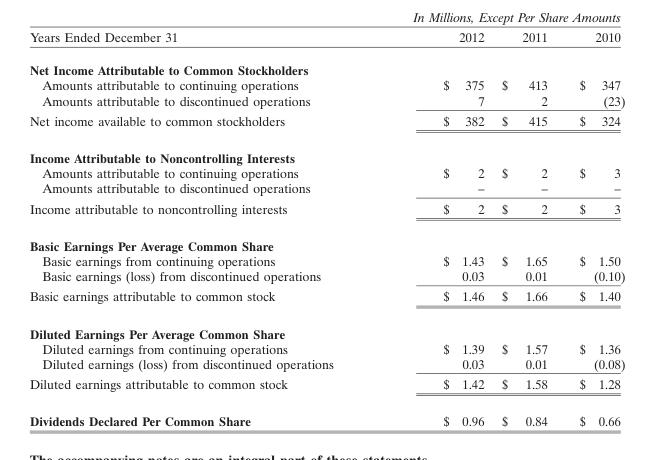 In Millions, Except Per Share Amounts
Years Ended December 31 2012 2011 2010
Net Income Attributable to Common Stockholders
Amounts attributable to continuing operations $ 375 $ 413 $ 347
Amounts attributable to discontinued operations 7 2 (23)
Net income available to common stockholders $ 382 $ 415 $ 324
Income Attributable to Noncontrolling Interests
Amounts attributable to continuing operations $ 2 $ 2 $ 3
Amounts attributable to discontinued operations – – –
Income attributable to noncontrolling interests $ 2 $ 2 $ 3
Basic Earnings Per Average Common Share
Basic earnings from continuing operations $ 1.43 $ 1.65 $ 1.50
Basic earnings (loss) from discontinued operations 0.03 0.01 (0.10)
Basic earnings attributable to common stock $ 1.46 $ 1.66 $ 1.40
Diluted Earnings Per Average Common Share
Diluted earnings from continuing operations $ 1.39 $ 1.57 $ 1.36
Diluted earnings (loss) from discontinued operations 0.03 0.01 (0.08)
Diluted earnings attributable to common stock $ 1.42 $ 1.58 $ 1.28
Dividends Declared Per Common Share $ 0.96 $ 0.84 $ 0.66
The accompanying notes are an integral part of these statements